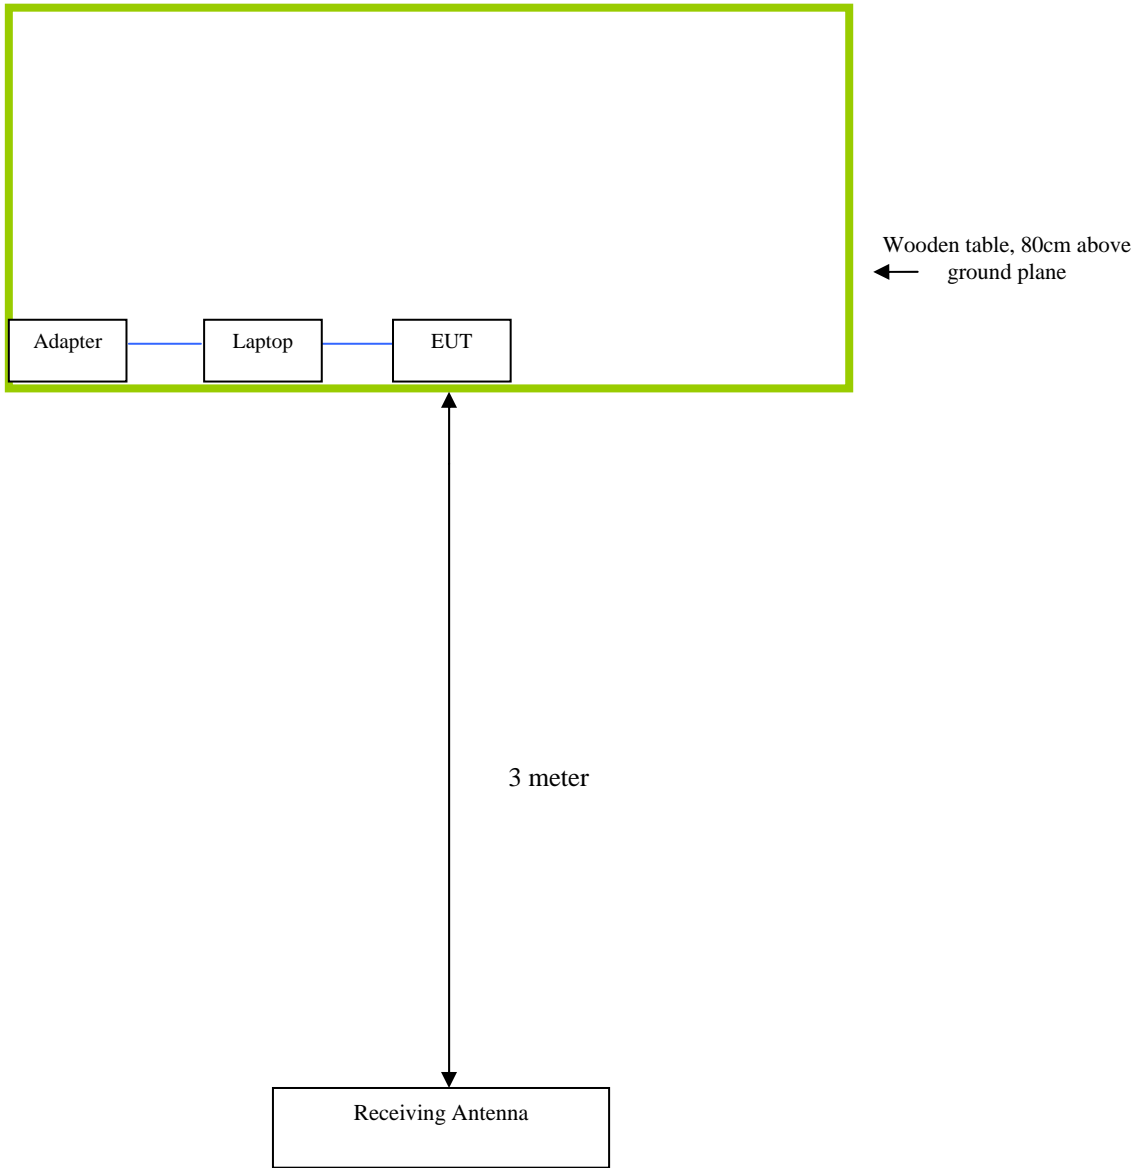 Wooden table, 80cm above
ground plane
Adapter
Laptop
EUT
3 meter
Receiving Antenna